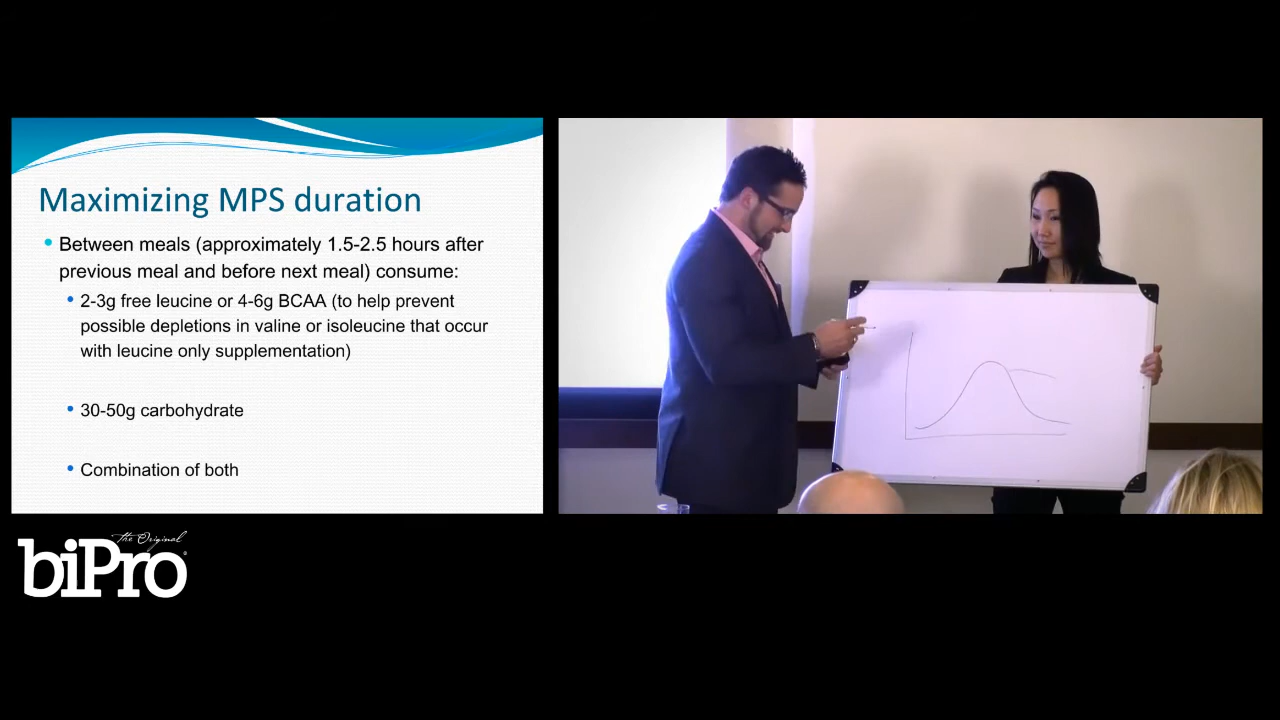 Maximizing MPS duration
Between meals (approximately 1.5-2.5 hours after
previous meal and before next meal) consume:
2-3g free leucine or 4-6g BCAA (to help prevent
possible depletions in valine or isoleucine that occur
with leucine only supplementation)
30-50g carbohydrate
Combination of both
The Original
biPro